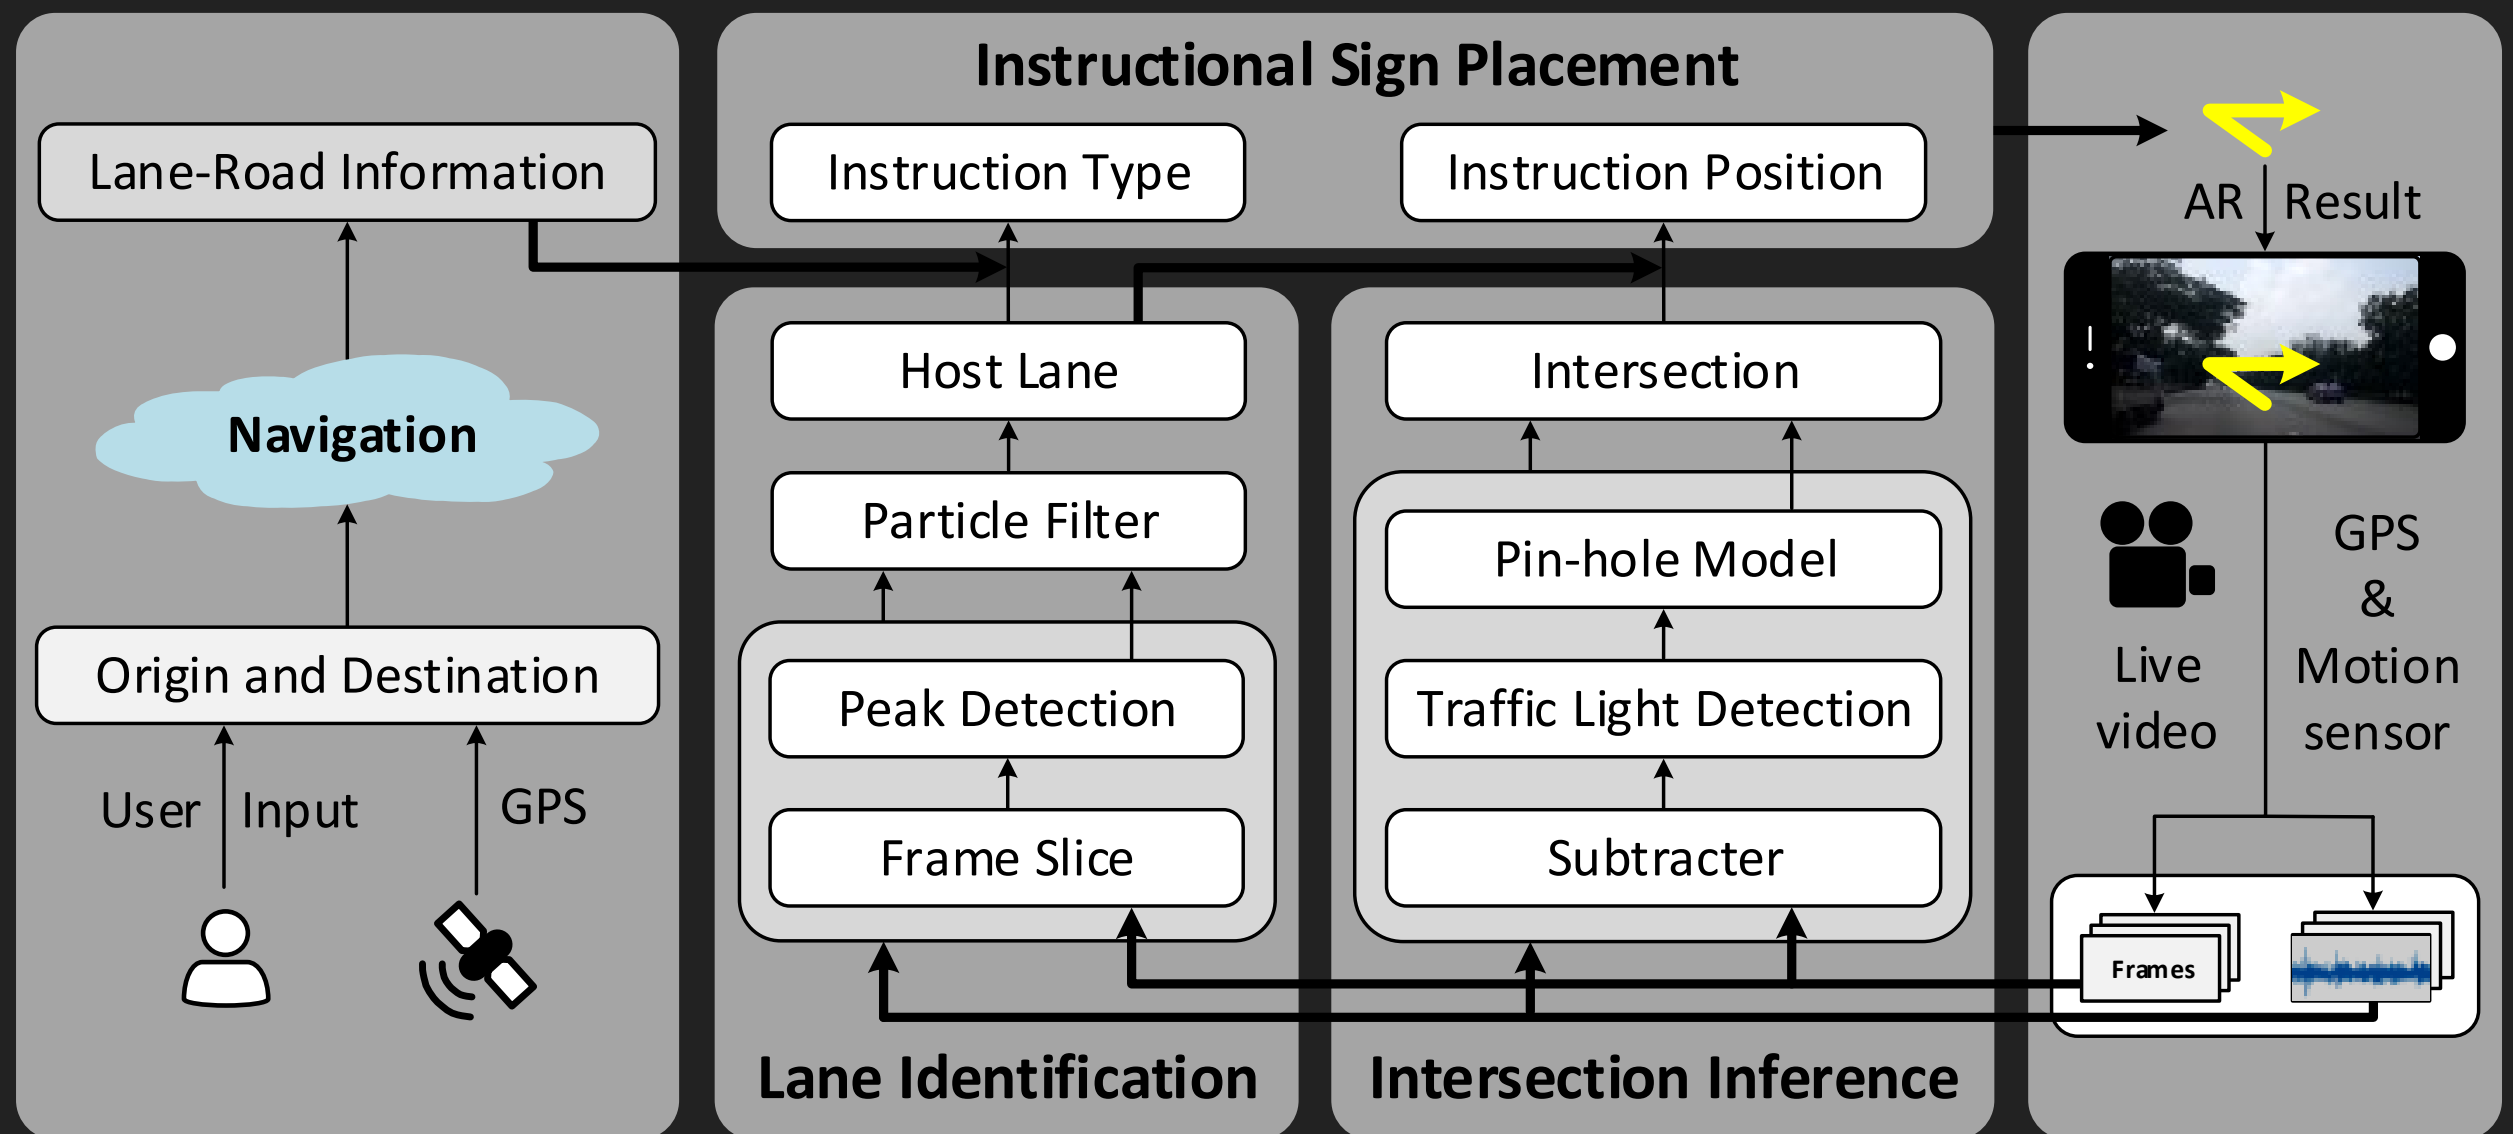 Lane-Road Information
Navigation
Origin and Destination
User Input
GPS
Instructional Sign Placement
Instruction Type
Instruction Position
Host Lane
Particle Filter
Peak Detection
Frame Slice
Lane Identification
Intersection
Pin-hole Model
Traffic Light Detection
Subtracter
Intersection Inference
AR Result
Live
video
GPS
&
Motion
sensor
Frames